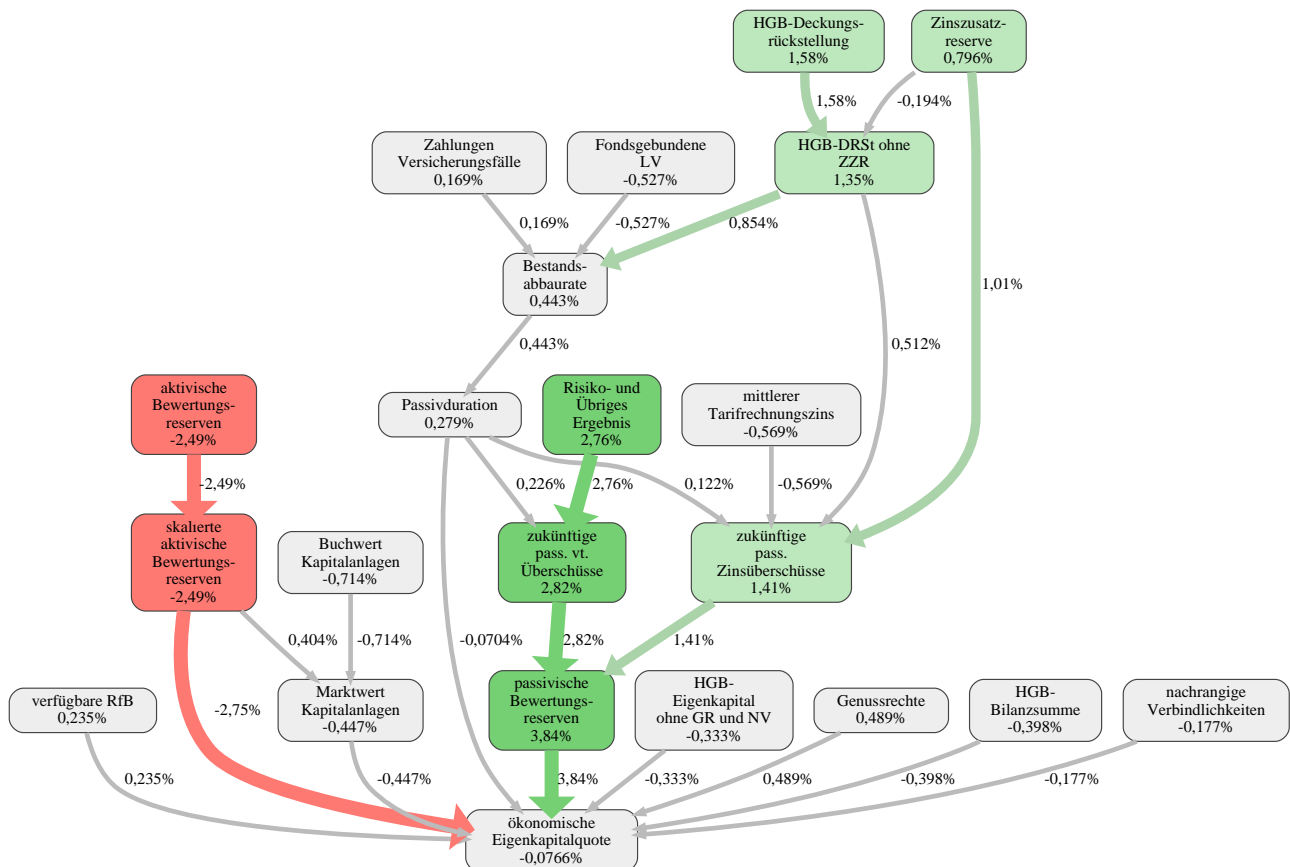 HGB-Deckungs-
rückstellung
1,58%
Zinszusatz-
reserve
0,796%
1,58%
-0,194%
Zahlungen
Versicherungsfälle
0,169%
Fondsgebundene
LV
-0,527%
HGB-DRSt ohne
ZZR
1,35%
0,169%
-0,527%
0,854%
Bestands-
abbaurate
0,443%
1,01%
0,443%
0,512%
aktivische
Bewertungs-
reserven
-2,49%
Passivduration
0,279%
Risiko- und
Übriges
Ergebnis
2,76%
mittlerer
Tarifrechnungszins
-0,569%
-2,49%
0,226%
2,76%
0,122%
-0,569%
skalierte
aktivische
Bewertungs-
reserven
-2,49%
Buchwert
Kapitalanlagen
-0,714%
zukünftige
pass. vt.
Überschüsse
2,82%
zukünftige
pass.
Zinsüberschüsse
1,41%
0,404%
-0,714%
-0,0704%
2,82%
1,41%
verfügbare RfB
0,235%
-2,75%
Marktwert
Kapitalanlagen
-0,447%
passivische
Bewertungs-
reserven
3,84%
HGB-
Eigenkapital
ohne GR und NV
-0,333%
Genussrechte
0,489%
HGB-
Bilanzsumme
-0,398%
nachrangige
Verbindlichkeiten
-0,177%
0,235%
-0,447%
3,84%
-0,333%
0,489%
-0,398%
-0,177%
ökonomische
Eigenkapitalquote
-0,0766%